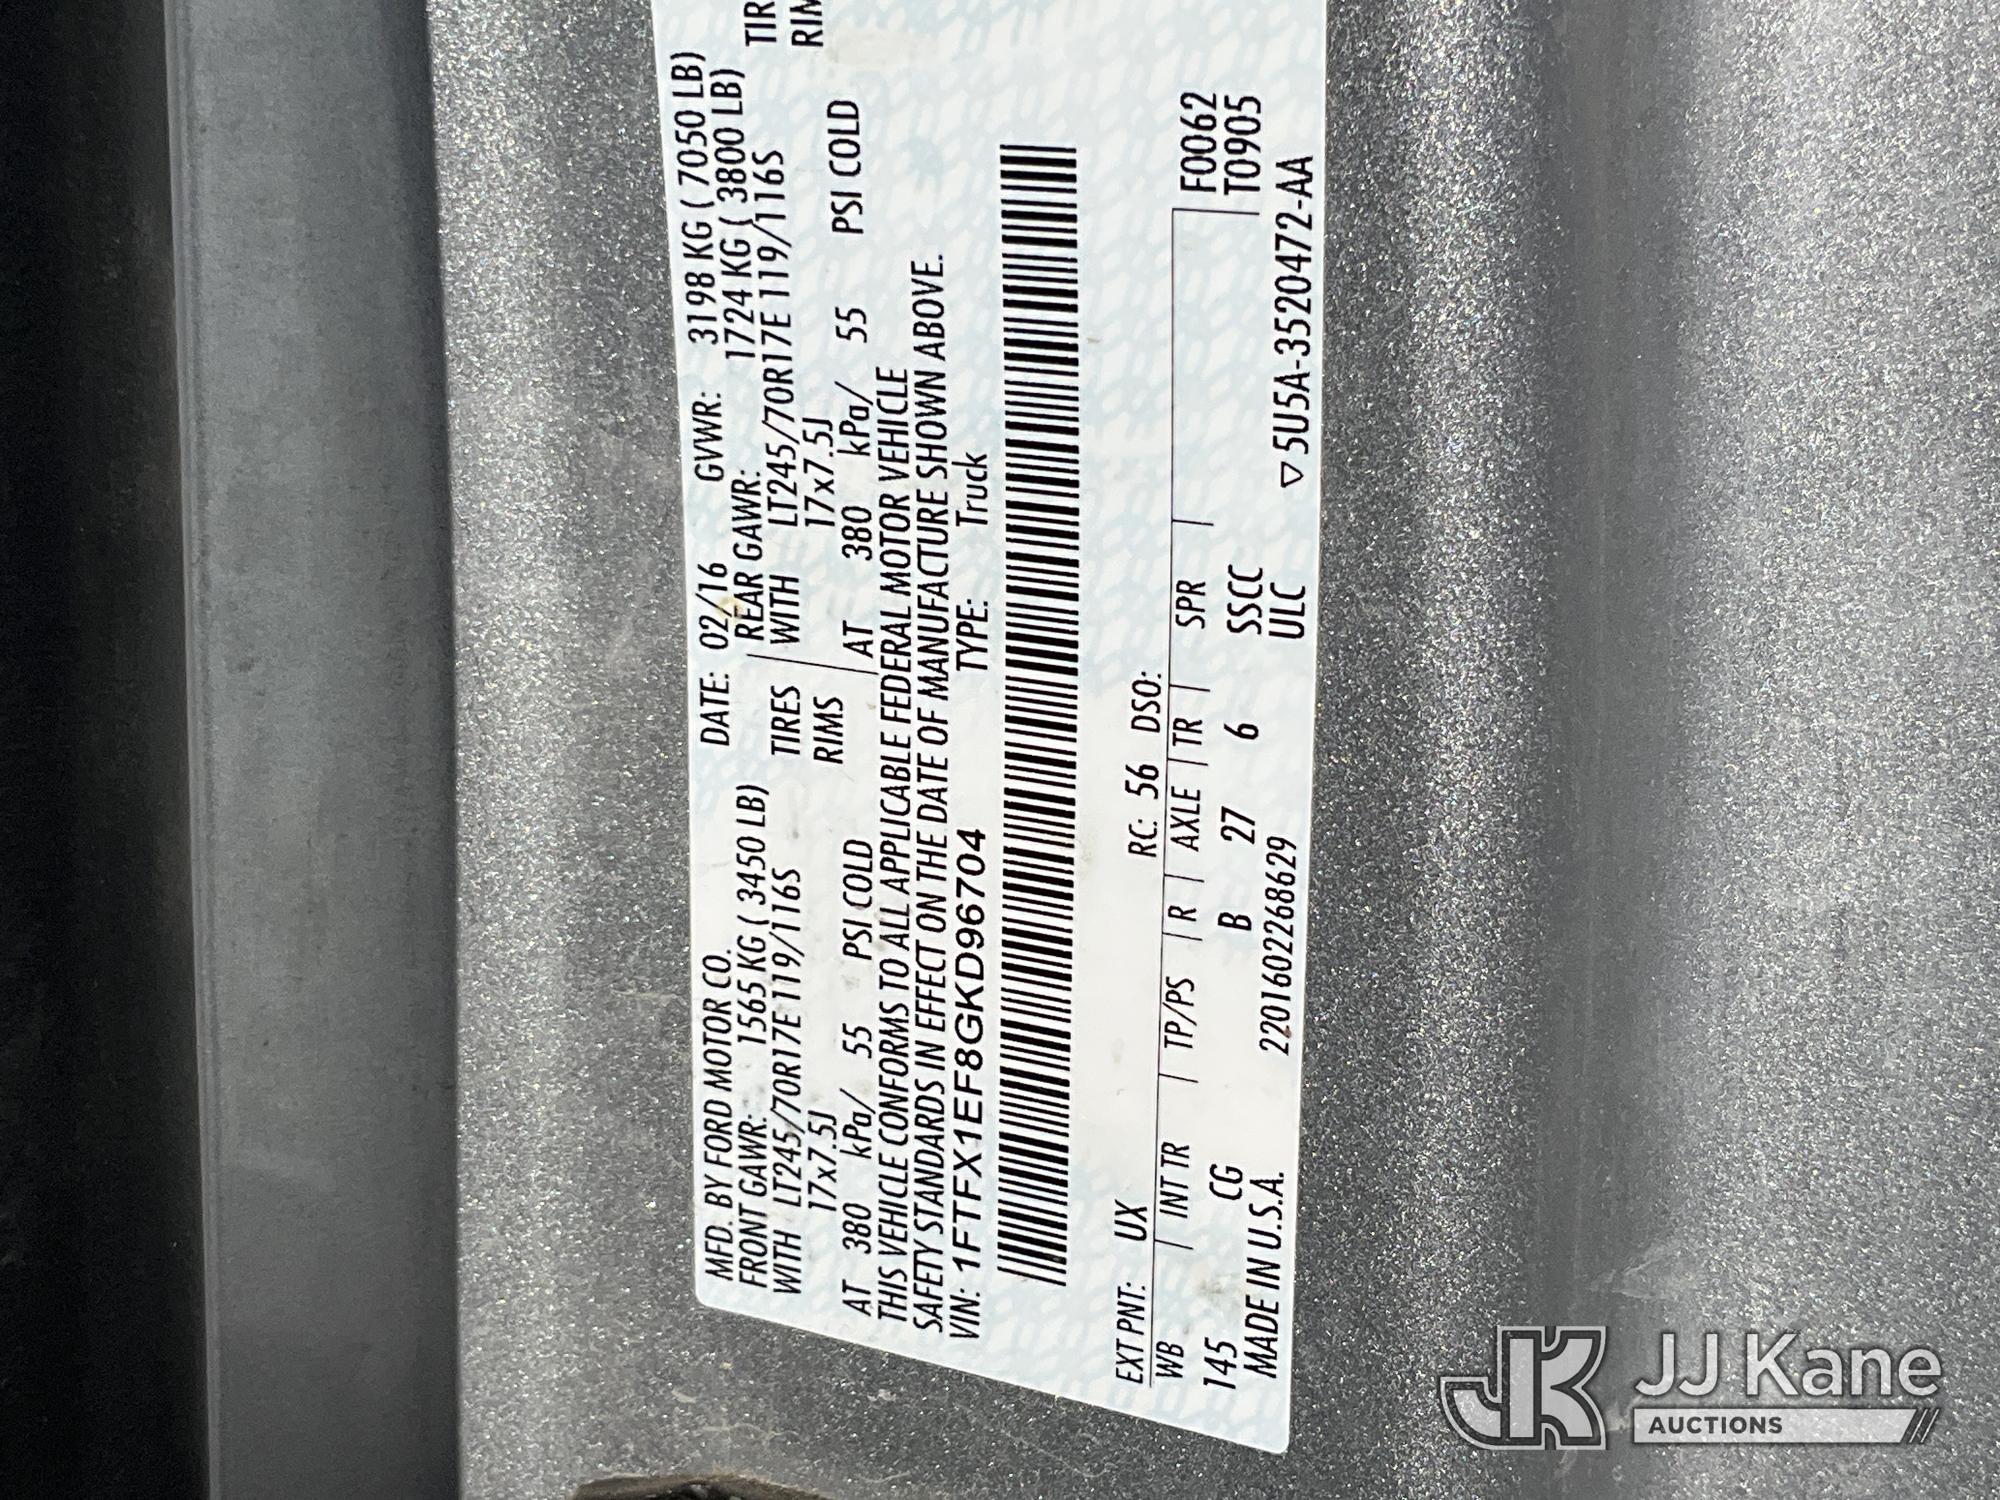 MFD. BY FORD MOTOR CO. DATE: 02/16 GVWR: 3198 KG ( 7050 LB)
FRONT GAWR: 1565 KG ( 3450 LB) REAR GAWR: 1724 KG ( 3800 LB)
WITH LT245/70R17E 119/116S TIRES WITH LT245/70R17E 119/116S TIR
17x7.5J RIMS 17x7.5J RIM
AT 380 kPa/ 55 PSI COLD AT 380 kPa/ 55 PSI COLD
THIS VEHICLE CONFORMS TO ALL APPLICABLE FEDERAL MOTOR VEHICLE
SAFETY STANDARDS IN EFFECT ON THE DATE OF MANUFACTURE SHOWN ABOVE.
VIN: 1FTFX1EF8GKD96704 TYPE: Truck
EXT PNT: UX RC: 56 DSO:
WB INT TR TP/PS R AXLE TR SPR F00062
145 CG B 27 6 SSCC T0905
MADE IN U.S.A. 2201602268629 ULC ▽5U5A-3520472-AA
JK JJ Kane
AUCTIONS